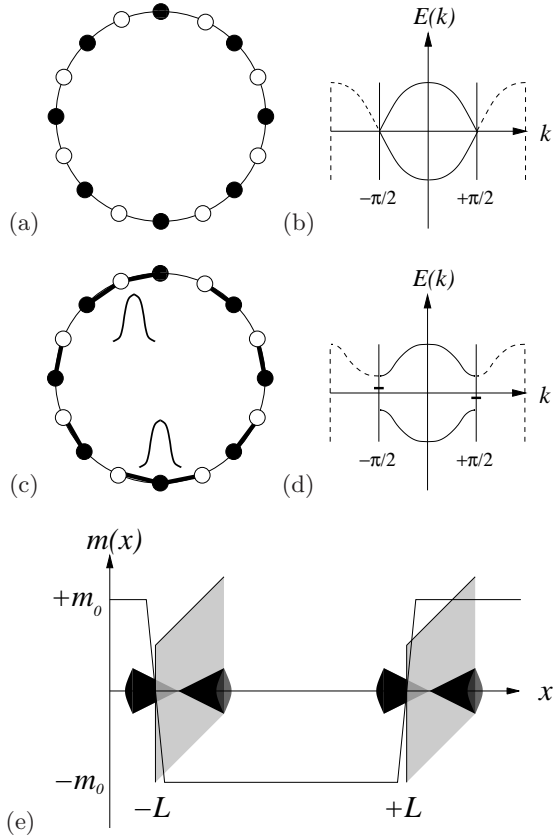 (a)
E(k)
k
−π/2
+π/2
(b)
(c)
E(k)
k
−π/2
+π/2
(d)
m(x)
+m₀
x
−m₀
−L
+L
(e)